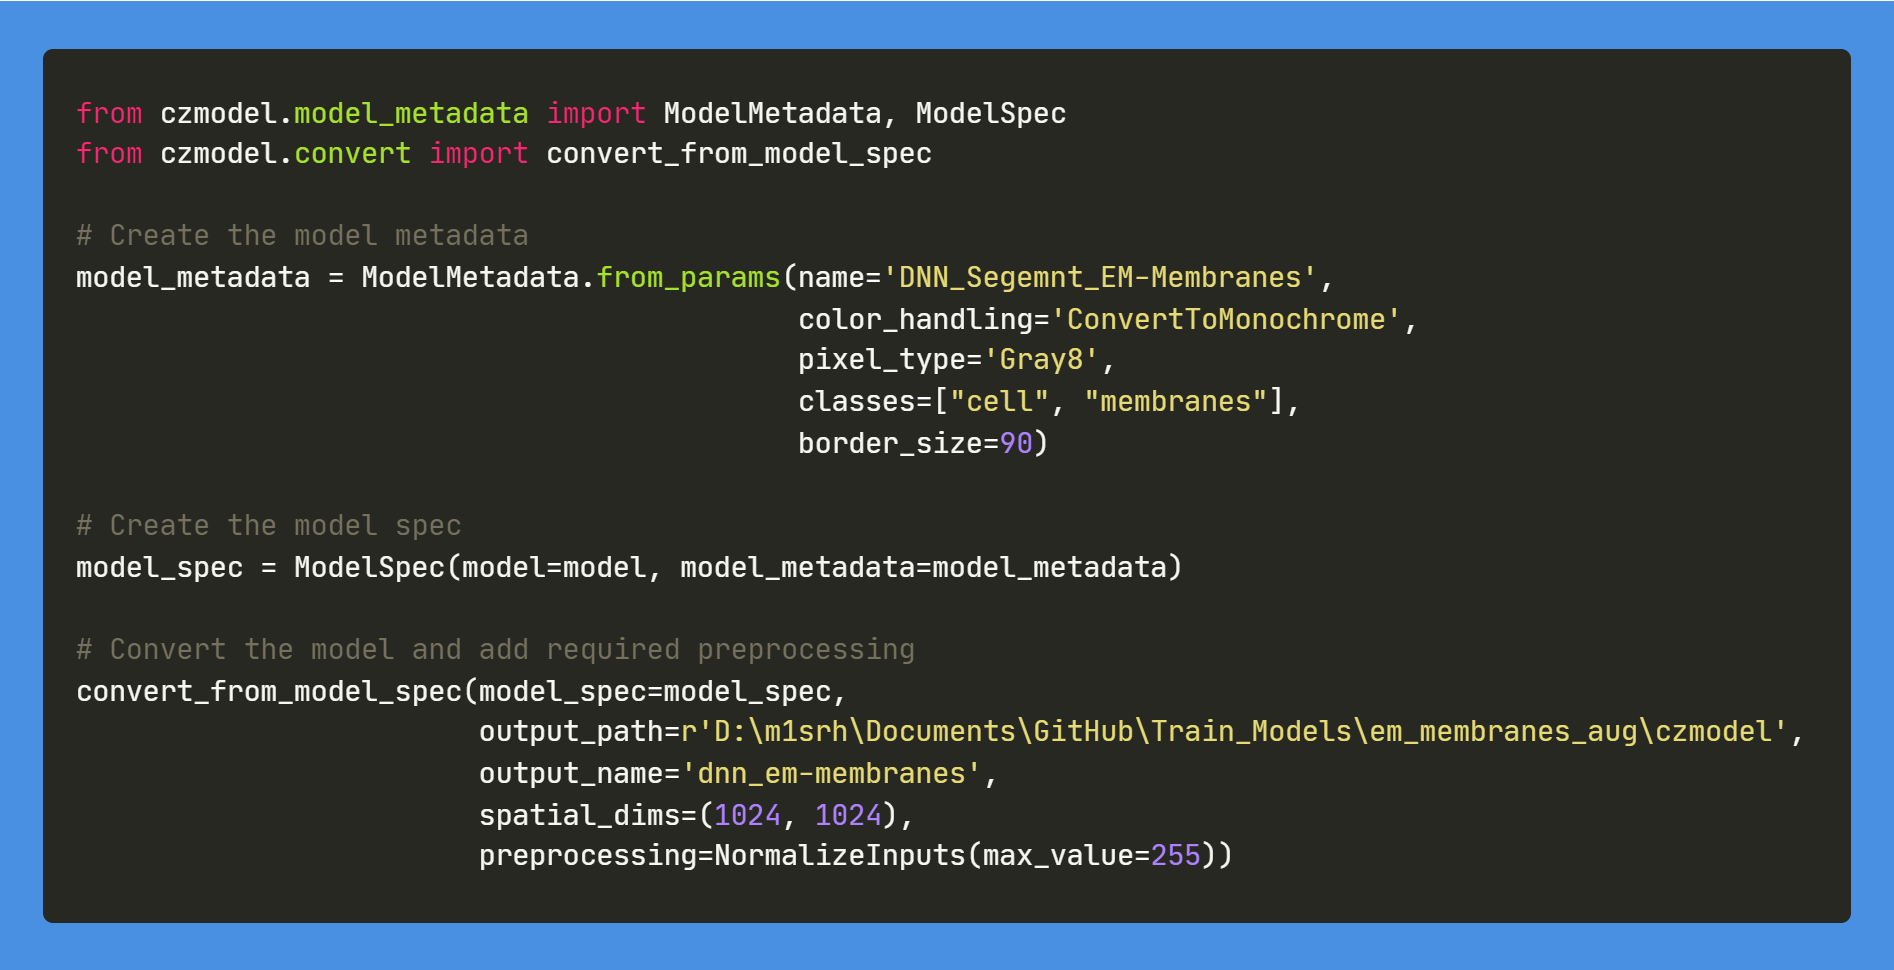 from czmodel.model_metadata import ModelMetadata, ModelSpec
from czmodel.convert import convert_from_model_spec
# Create the model metadata
model_metadata = ModelMetadata.from_params(name='DNN_Segemnt_EM-Membranes',
color_handling='ConvertToMonochrome',
pixel_type='Gray8',
classes=["cell", "membranes"],
border_size=90)
# Create the model spec
model_spec = ModelSpec(model=model, model_metadata=model_metadata)
# Convert the model and add required preprocessing
convert_from_model_spec(model_spec=model_spec,
output_path=r'D:\m1srh\Documents\GitHub\Train_Models\em_membranes_aug\czmodel',
output_name='dnn_em-membranes',
spatial_dims=(1024, 1024),
preprocessing=NormalizeInputs(max_value=255))